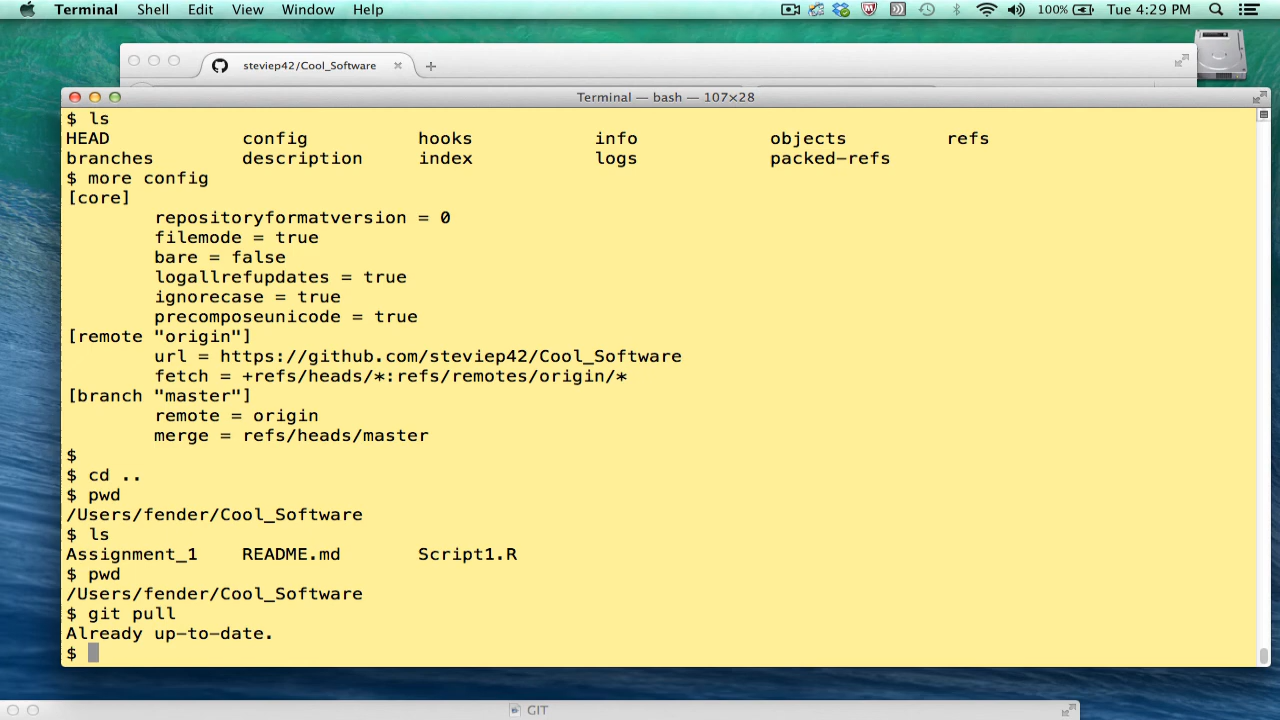 Terminal Shell Edit View Window Help 100% Tue 4:29 PM
steviep42/Cool_Software
Terminal — bash — 107×28
$ ls
HEAD config hooks info objects refs
branches description index logs packed-refs
$ more config
[core]
repositoryformatversion = 0
filemode = true
bare = false
logallrefupdates = true
ignorecase = true
precomposeunicode = true
[remote "origin"]
url = https://github.com/steviep42/Cool_Software
fetch = +refs/heads/*:refs/remotes/origin/*
[branch "master"]
remote = origin
merge = refs/heads/master
$
$ cd ..
$ pwd
/Users/fender/Cool_Software
$ ls
Assignment_1 README.md Script1.R
$ pwd
/Users/fender/Cool_Software
$ git pull
Already up-to-date.
$
GIT